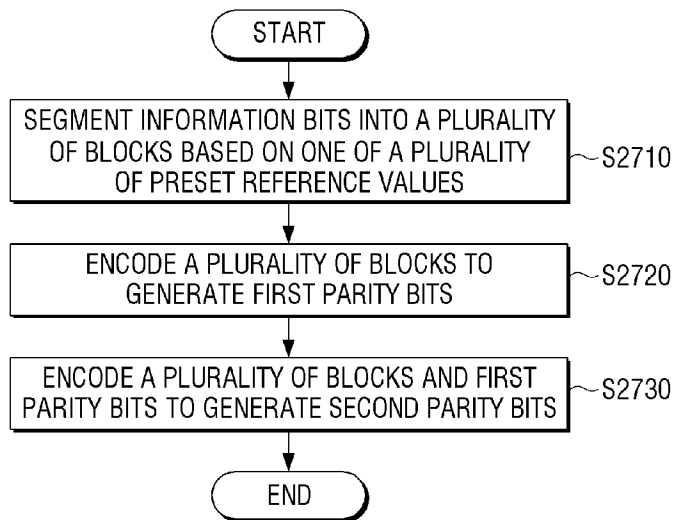 START
SEGMENT INFORMATION BITS INTO A PLURALITY
OF BLOCKS BASED ON ONE OF A PLURALITY
OF PRESET REFERENCE VALUES
S2710
ENCODE A PLURALITY OF BLOCKS TO
GENERATE FIRST PARITY BITS
S2720
ENCODE A PLURALITY OF BLOCKS AND FIRST
PARITY BITS TO GENERATE SECOND PARITY BITS
S2730
END